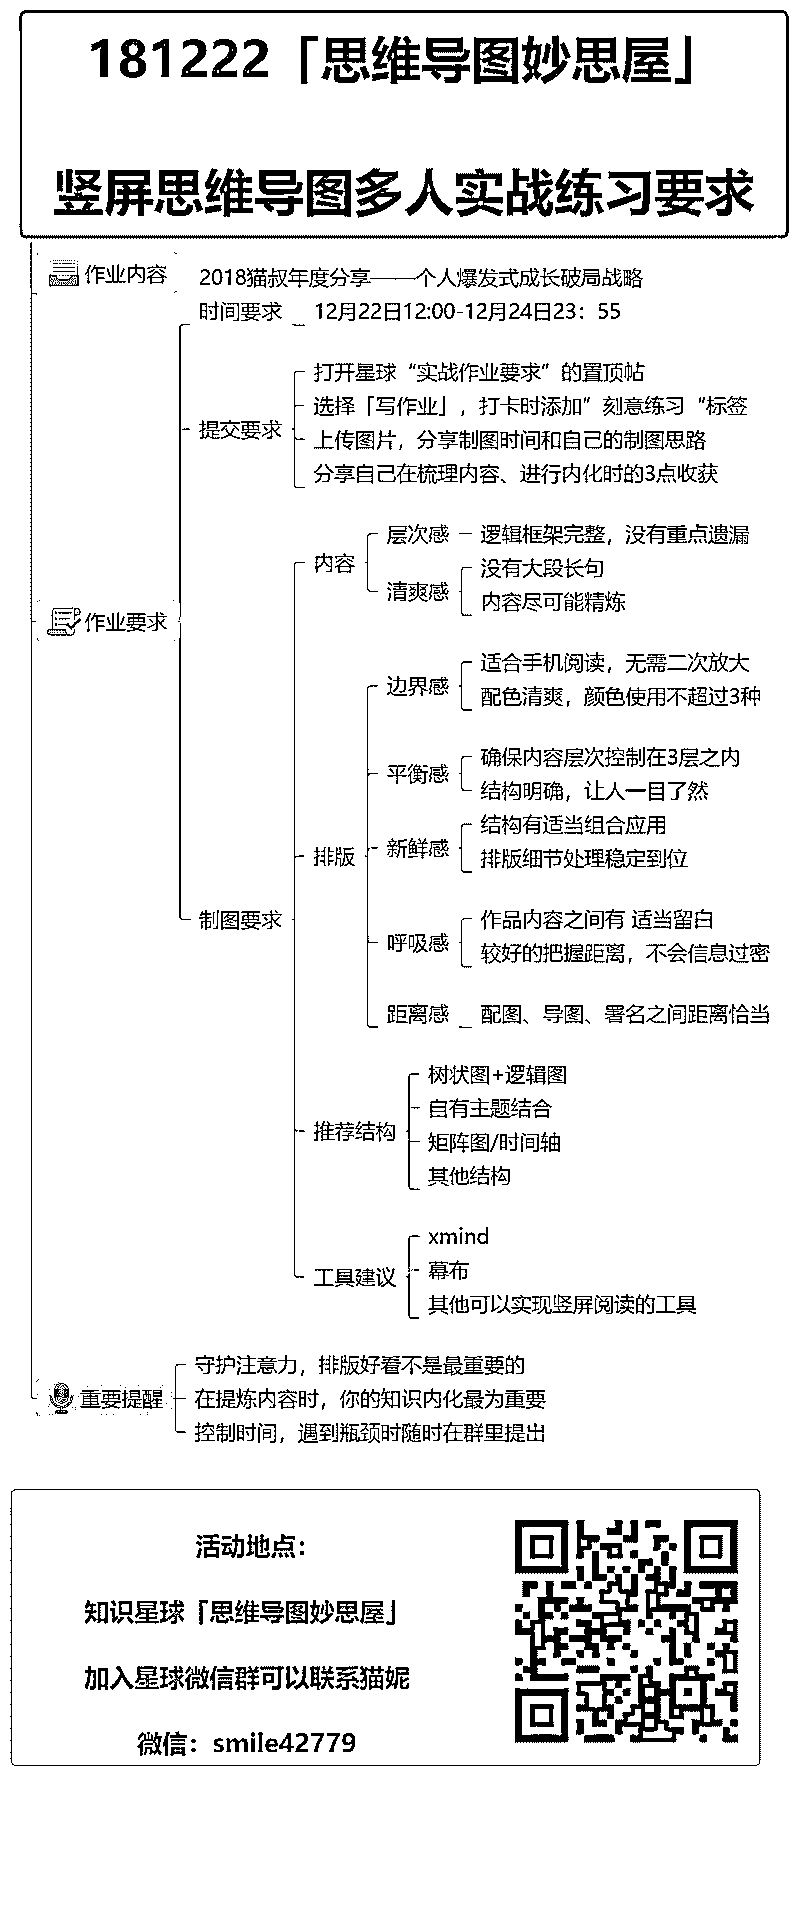 181222「思维导图妙思屋」
竖屏思维导图多人实战练习要求
作业内容
2018猫叔年度分享——个人爆发式成长破局战略
作业要求
时间要求
12月22日12:00-12月24日23：55
提交要求
打开星球“实战作业要求”的置顶帖
选择「写作业」，打卡时添加”刻意练习“标签
上传图片，分享制图时间和自己的制图思路
分享自己在梳理内容、进行内化时的3点收获
制图要求
内容
层次感
逻辑框架完整，没有重点遗漏
清爽感
没有大段长句
内容尽可能精炼
排版
边界感
适合手机阅读，无需二次放大
配色清爽，颜色使用不超过3种
平衡感
确保内容层次控制在3层之内
结构明确，让人一目了然
新鲜感
结构有适当组合应用
排版细节处理稳定到位
呼吸感
作品内容之间有 适当留白
较好的把握距离，不会信息过密
距离感
配图、导图、署名之间距离恰当
推荐结构
树状图+逻辑图
自有主题结合
矩阵图/时间轴
其他结构
工具建议
xmind
幕布
其他可以实现竖屏阅读的工具
重要提醒
守护注意力，排版好看不是最重要的
在提炼内容时，你的知识内化最为重要
控制时间，遇到瓶颈时随时在群里提出
活动地点：
知识星球「思维导图妙思屋」
加入星球微信群可以联系猫妮
微信：smile42779